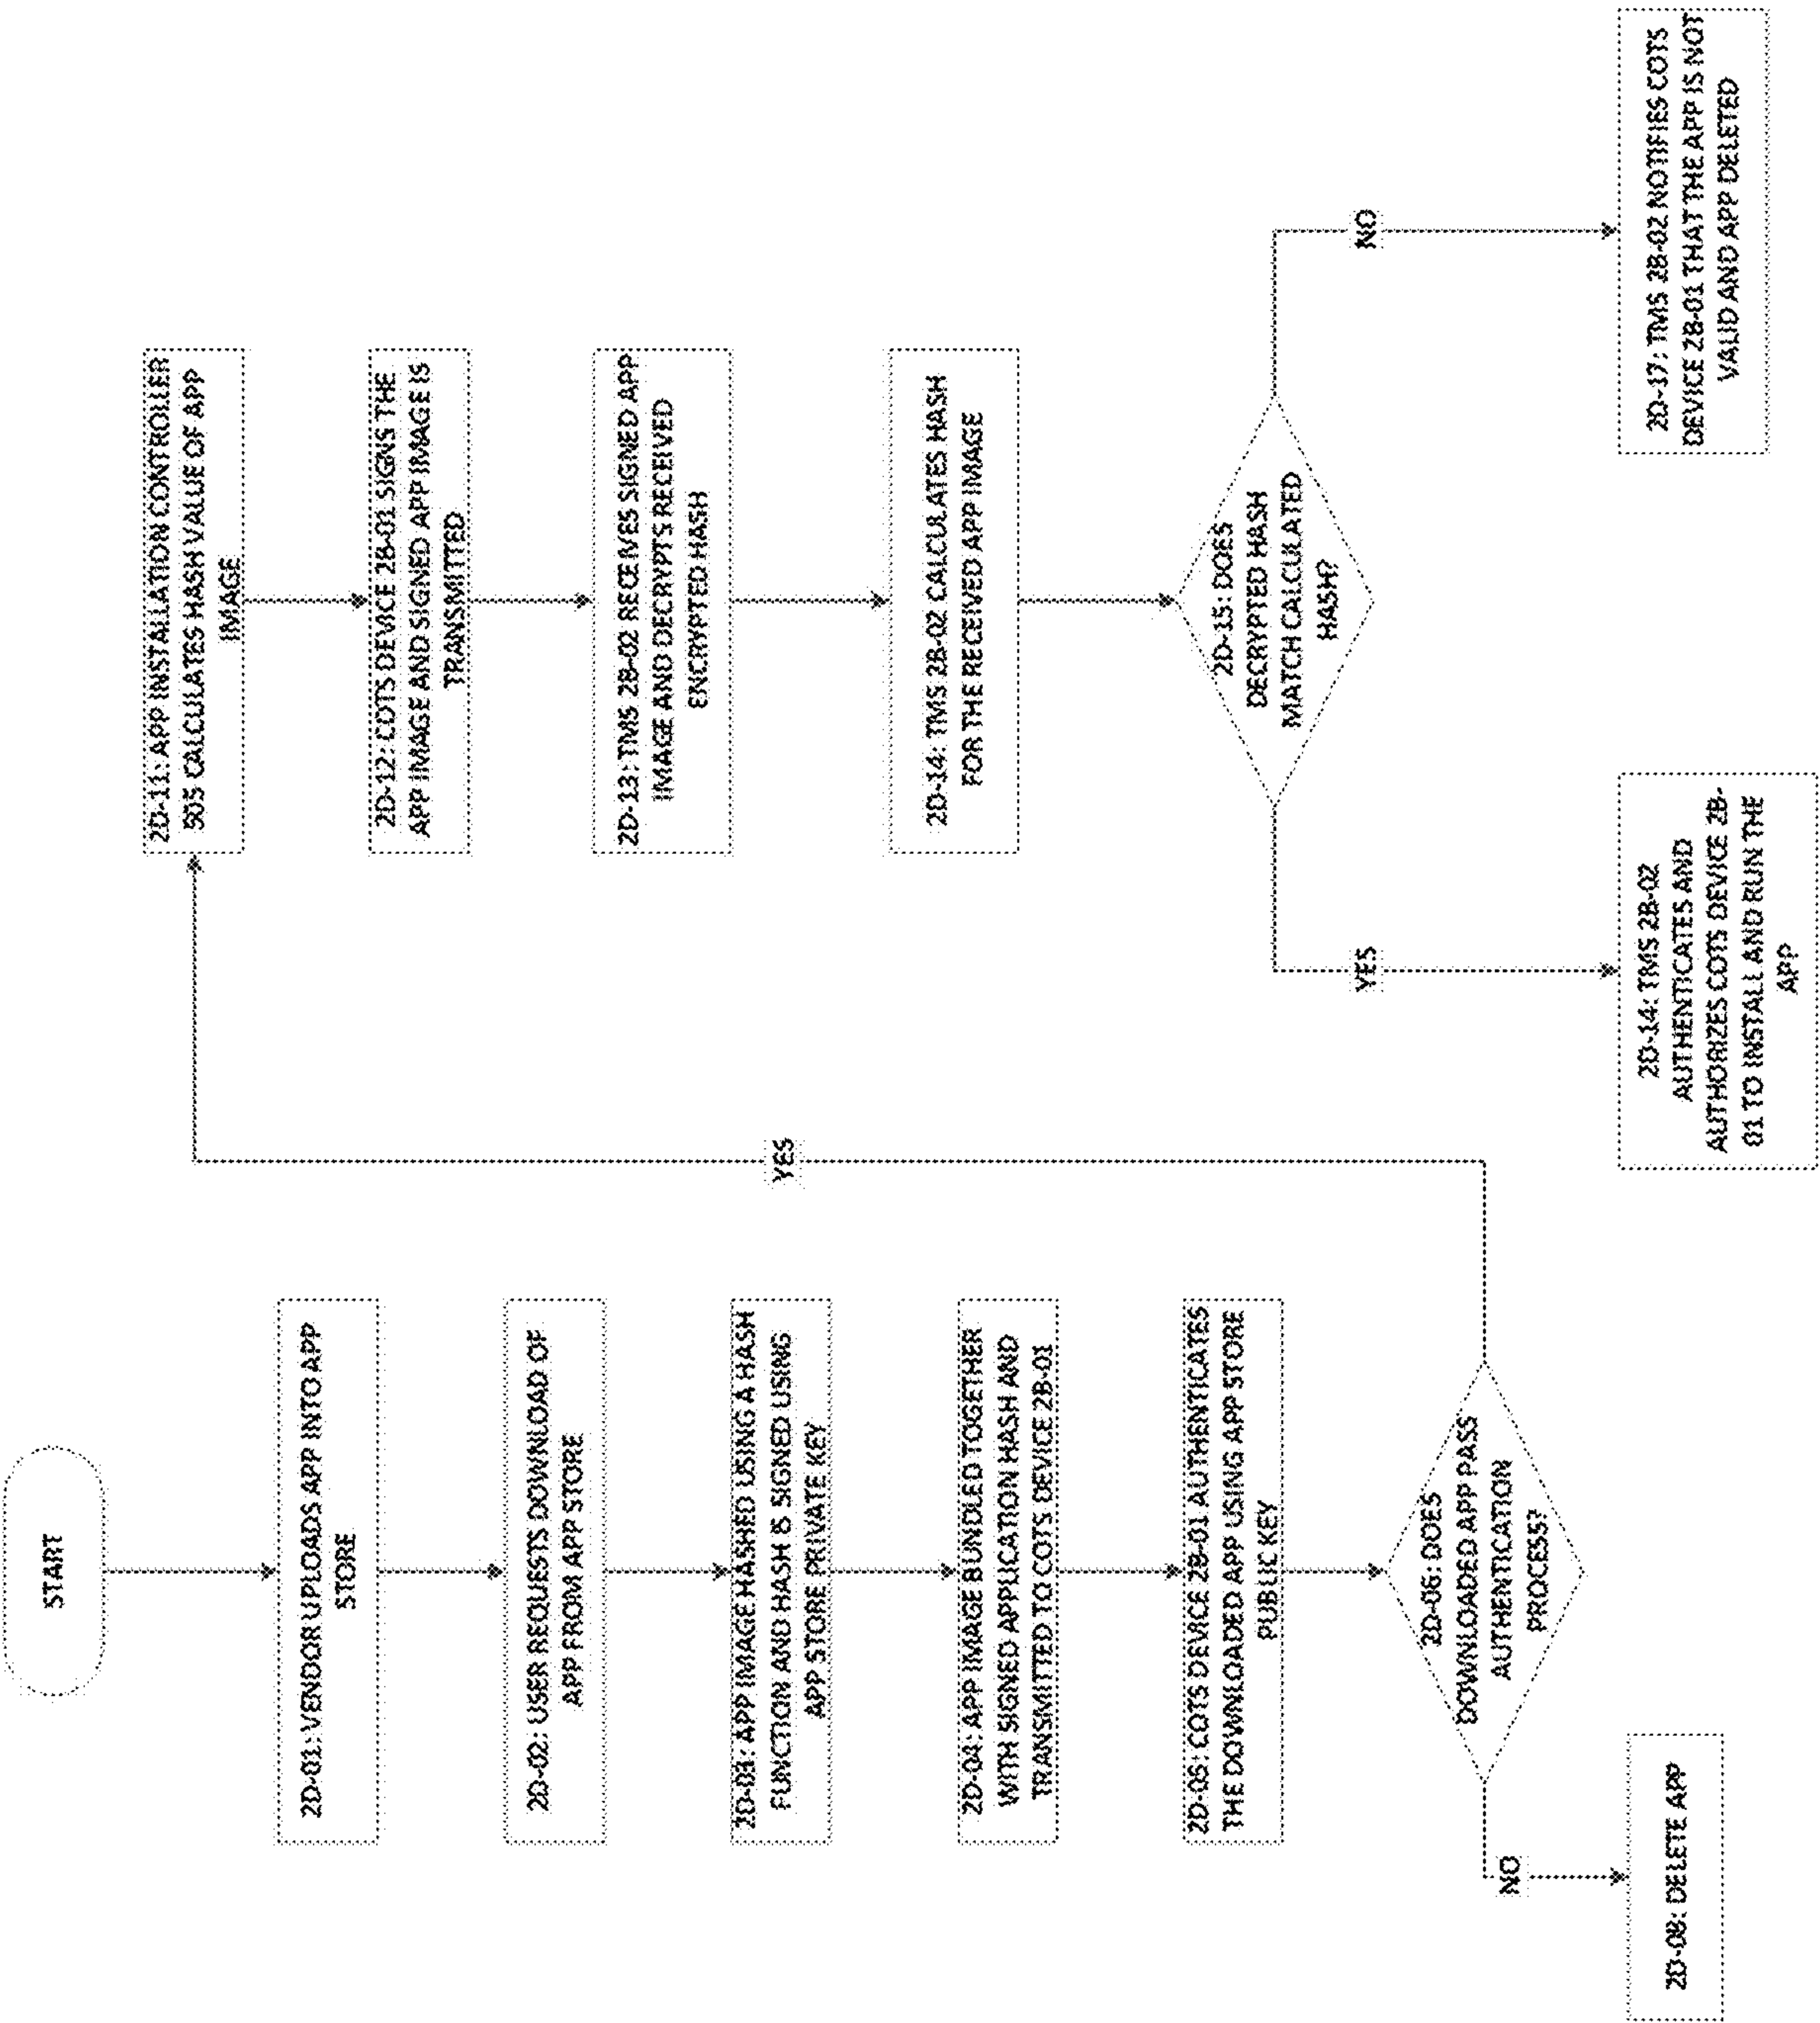 START
2D-01: VENDOR UPLOADS APP INTO APP
STORE
2D-02: USER REQUESTS DOWNLOAD OF
APP FROM APP STORE
2D-03: APP IMAGE HASHED USING A HASH
FUNCTION AND HASH IS SIGNED USING
APP STORE PRIVATE KEY
2D-04: APP IMAGE BUNDLED TOGETHER
WITH SIGNED APPLICATION HASH AND
TRANSMITTED TO COTS DEVICE 2B-01
2D-05: COTS DEVICE 2B-01 AUTHENTICATES
THE DOWNLOADED APP USING APP STORE
PUBLIC KEY
2D-06: DOES
DOWNLOADED APP PASS
AUTHENTICATION
PROCESS?
NO
2D-08: DELETE APP
YES
2D-11: APP INSTALLATION CONTROLLER
505 CALCULATES HASH VALUE OF APP
IMAGE
2D-12: COTS DEVICE 2B-01 SIGNS THE
APP IMAGE AND SIGNED APP IMAGE IS
TRANSMITTED
2D-13: TMS 2B-02 RECEIVES SIGNED APP
IMAGE AND DECRYPTS RECEIVED
ENCRYPTED HASH
2D-14: TMS 2B-02 CALCULATES HASH
FOR THE RECEIVED APP IMAGE
2D-15: DOES
DECRYPTED HASH
MATCH CALCULATED
HASH?
YES
2D-14: TMS 2B-02
AUTHENTICATES AND
AUTHORIZES COTS DEVICE 2B-
01 TO INSTALL AND RUN THE
APP
NO
2D-17: TMS 2B-02 NOTIFIES COTS
DEVICE 2B-01 THAT THE APP IS NOT
VALID AND APP DELETED